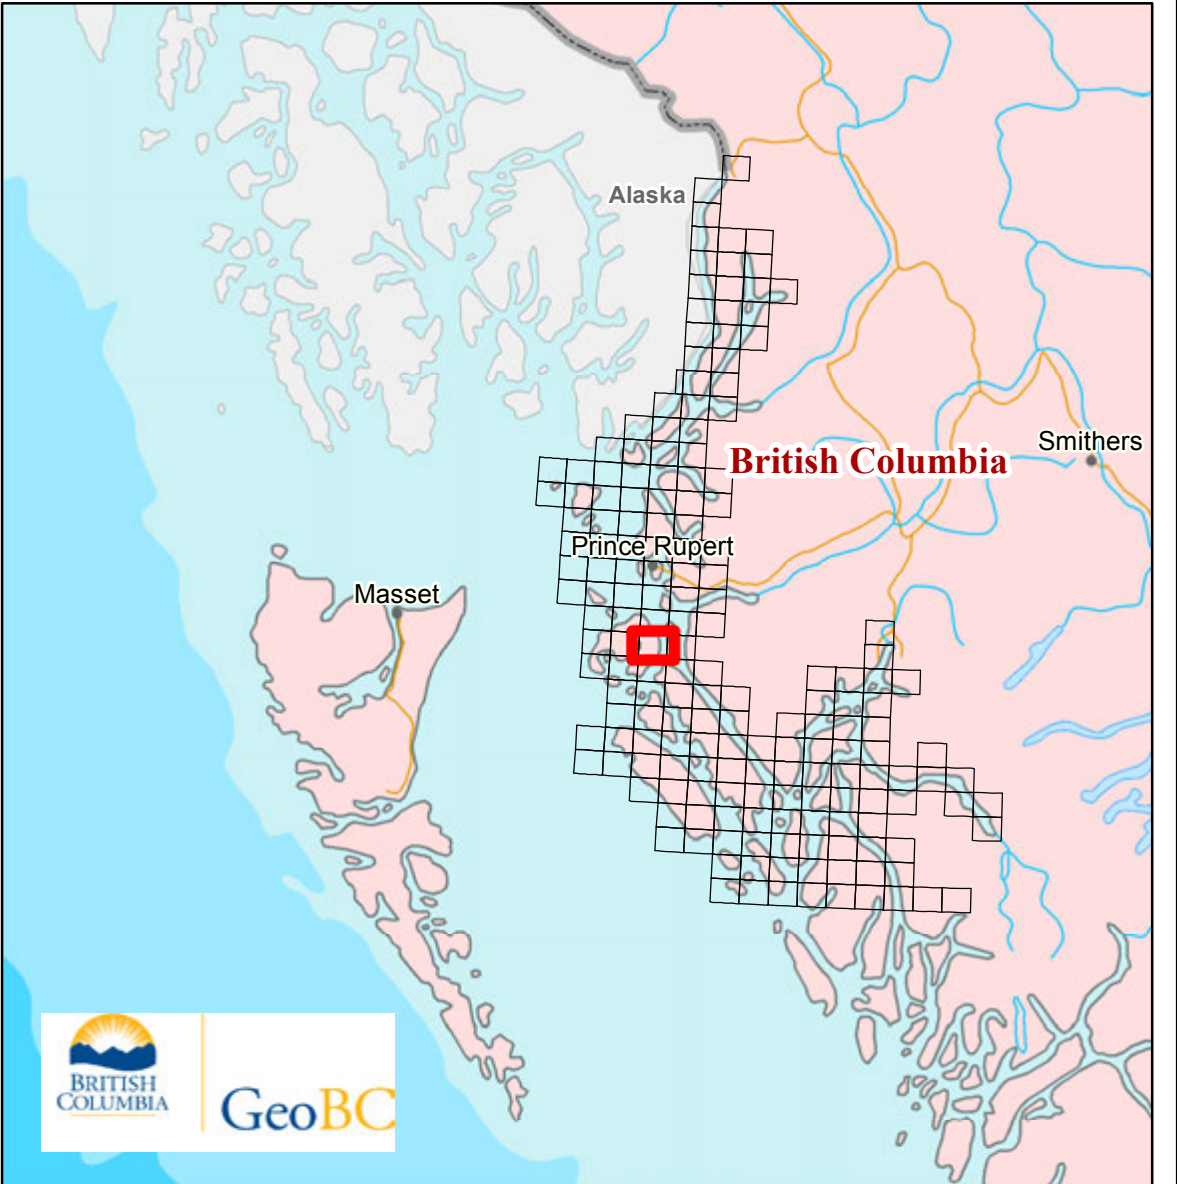 Alaska
Smithers
British Columbia
Prince Rupert
Masset
BRITISH
COLUMBIA
GeoBC